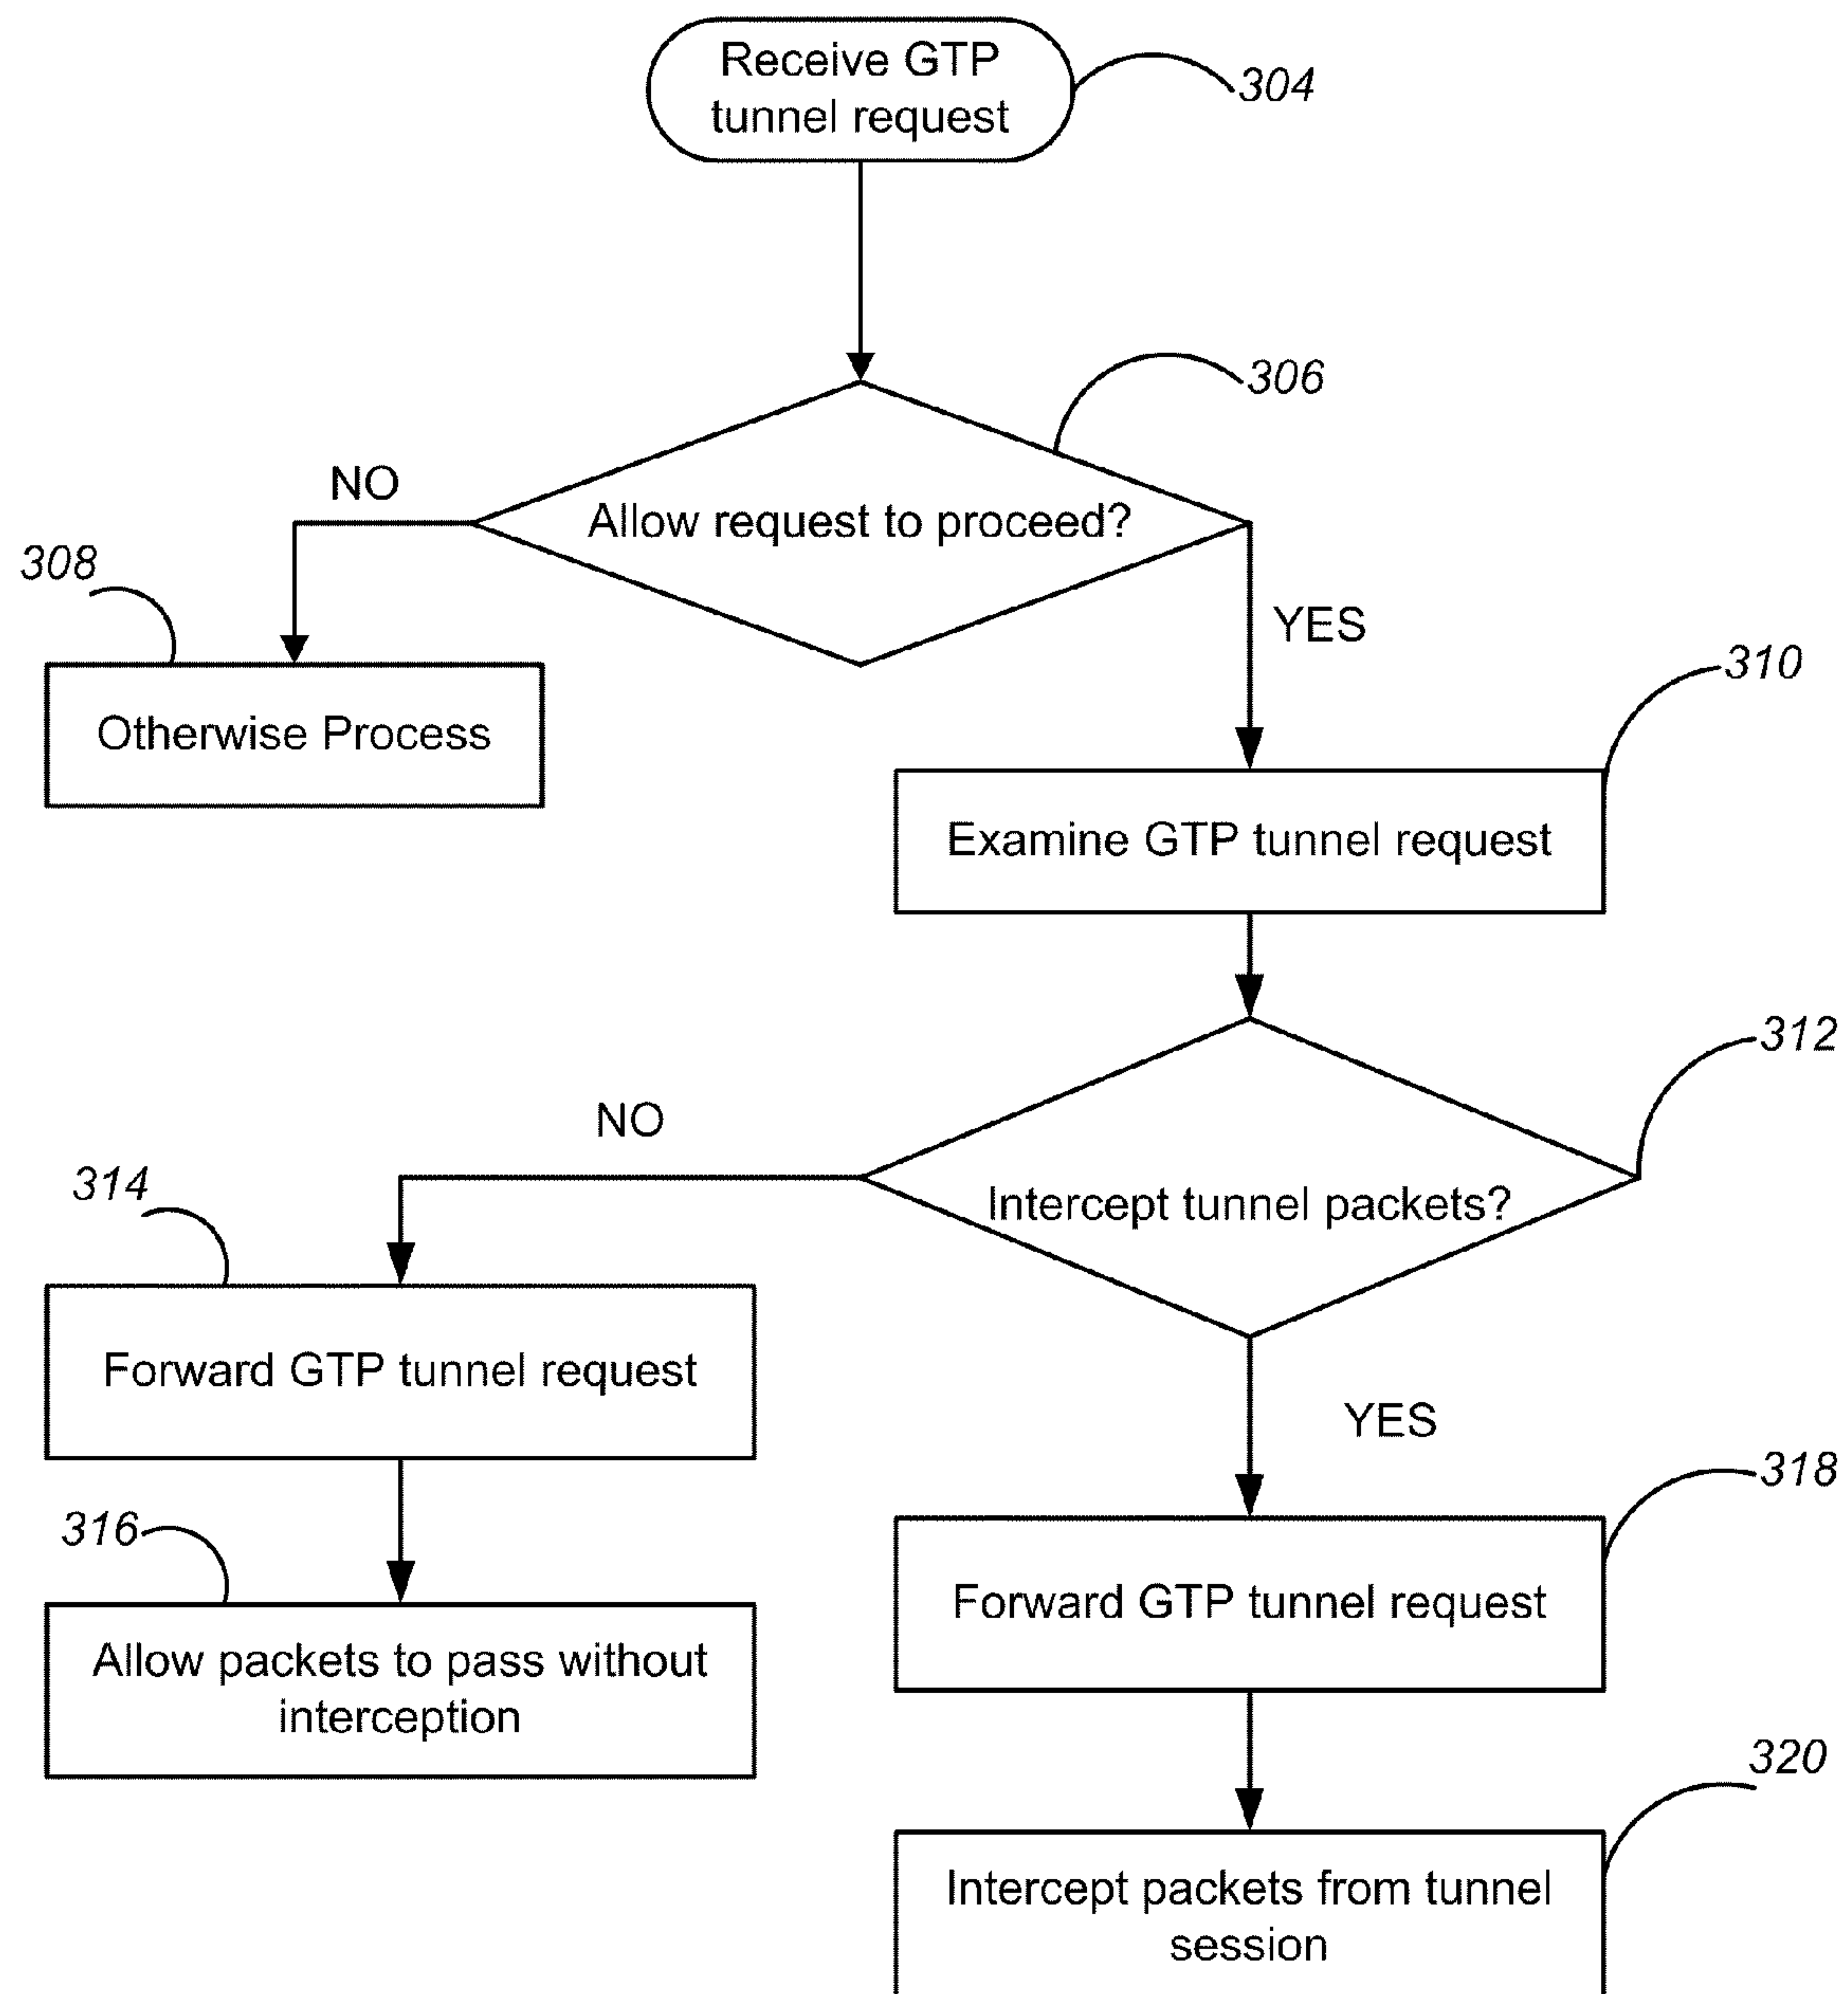 Receive GTP
tunnel request
304
306
Allow request to proceed?
NO
YES
308
Otherwise Process
310
Examine GTP tunnel request
312
Intercept tunnel packets?
NO
314
Forward GTP tunnel request
YES
316
Allow packets to pass without
interception
318
Forward GTP tunnel request
320
Intercept packets from tunnel
session